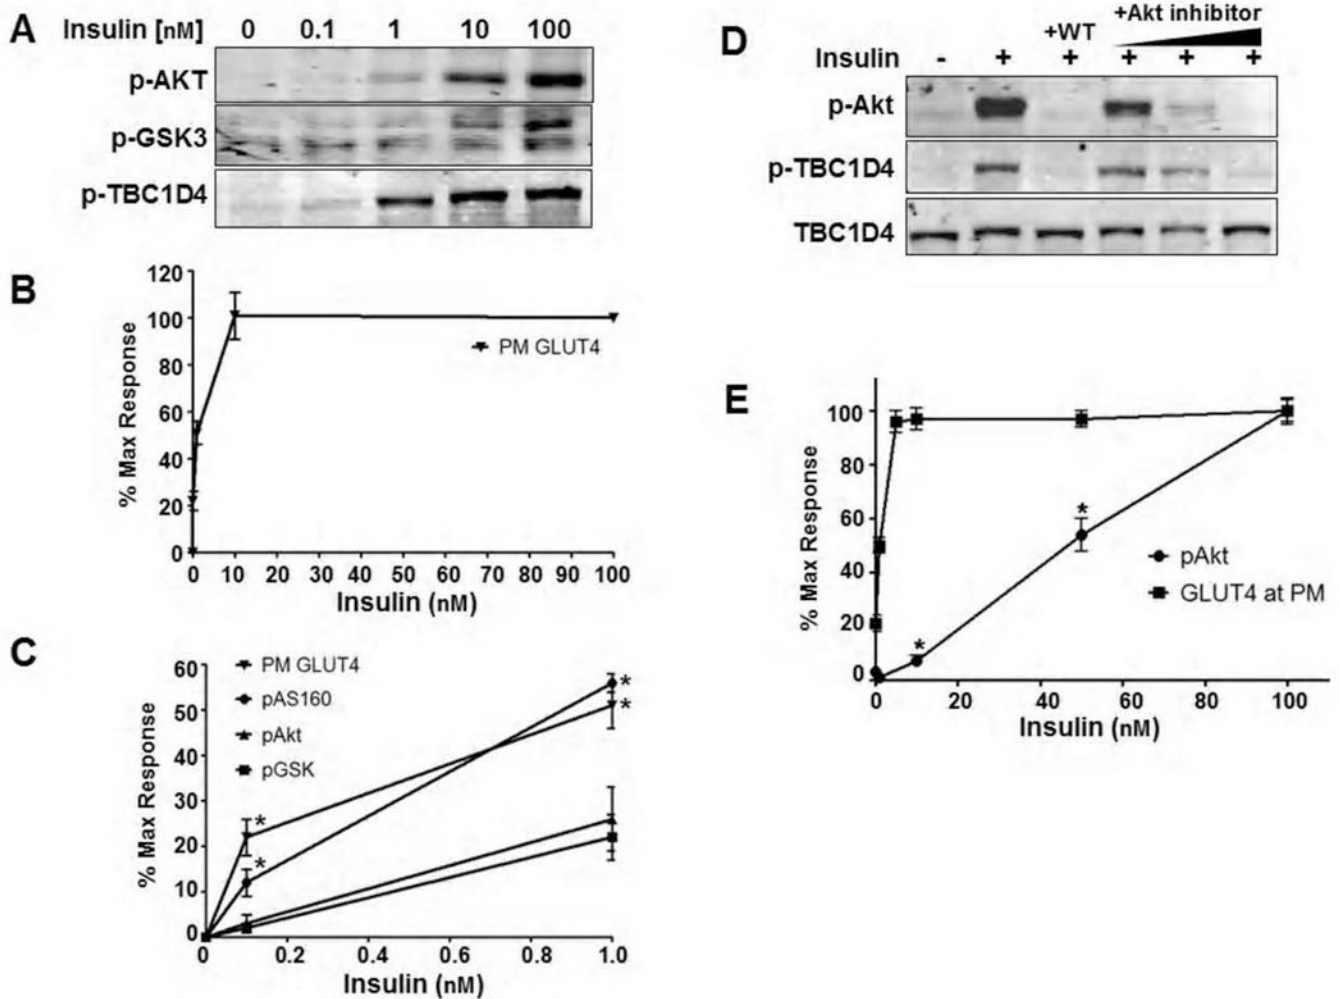 A
Insulin [nM] 0 0.1 1 10 100
p-AKT
p-GSK3
p-TBC1D4
B
% Max Response
120
100
80
60
40
20
0
PM GLUT4
0 10 20 30 40 50 60 70 80 90 100
Insulin (nM)
C
% Max Response
60
50
40
30
20
10
0
PM GLUT4
pAS160
pAkt
pGSK
*
*
*
*
0 0.2 0.4 0.6 0.8 1.0
Insulin (nM)
D
+Akt inhibitor
+WT
Insulin - + + + + +
p-Akt
p-TBC1D4
TBC1D4
E
% Max Response
100
80
60
40
20
0
*
*
pAkt
GLUT4 at PM
0 20 40 60 80 100
Insulin (nM)